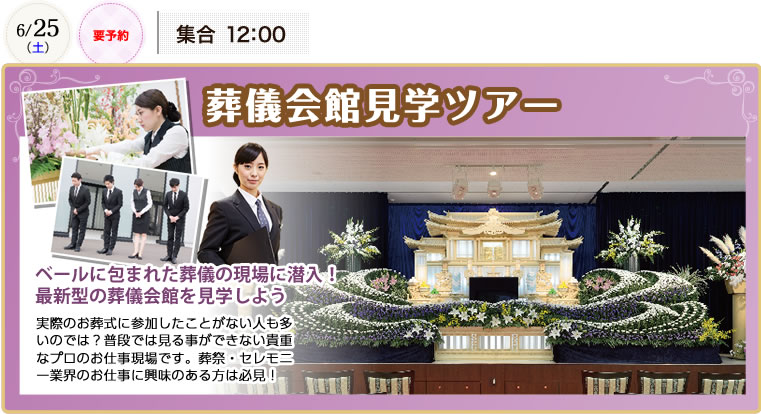 6/25
（土）
要予約
集合 12:00
葬儀会館見学ツアー
ベールに包まれた葬儀の現場に潜入！
最新型の葬儀会館を見学しよう
実際のお葬式に参加したことがない人も多
いのでは？普段では見る事ができない貴重
なプロのお仕事現場です。葬祭・セレモニ
ー業界のお仕事に興味のある方は必見！